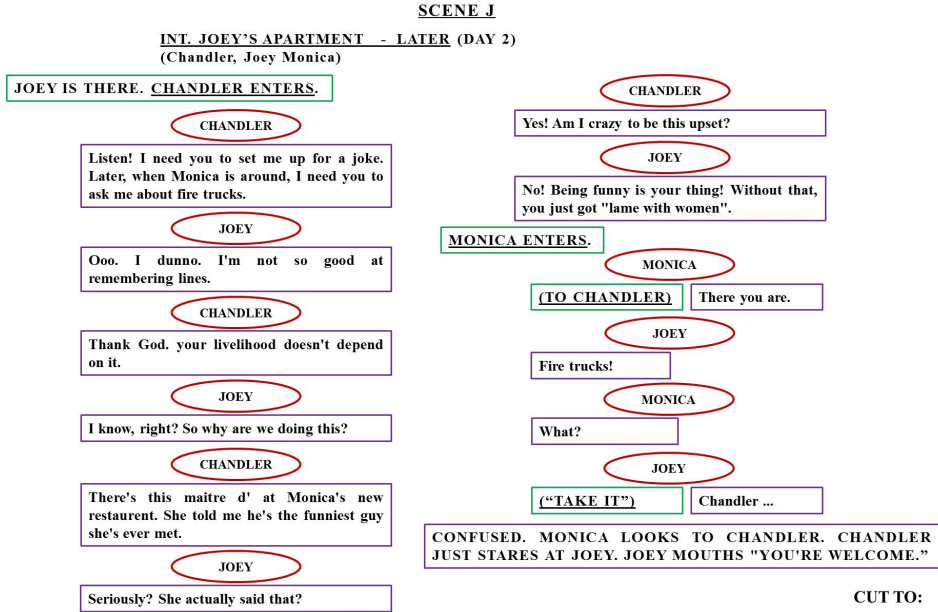 SCENE J
INT. JOEY'S APARTMENT - LATER (DAY 2)
(Chandler, Joey Monica)
JOEY IS THERE. CHANDLER ENTERS.
CHANDLER
Listen! I need you to set me up for a joke.
Later, when Monica is around, I need you to
ask me about fire trucks.
JOEY
Ooo. I dunno. I'm not so good at
remembering lines.
CHANDLER
Thank God. your livelihood doesn't depend
on it.
JOEY
I know, right? So why are we doing this?
CHANDLER
There's this maitre d' at Monica's new
restaurent. She told me he's the funniest guy
she's ever met.
JOEY
Seriously? She actually said that?
CHANDLER
Yes! Am I crazy to be this upset?
JOEY
No! Being funny is your thing! Without that,
you just got "lame with women".
MONICA ENTERS.
MONICA
(TO CHANDLER) There you are.
JOEY
Fire trucks!
MONICA
What?
JOEY
(“TAKE IT”) Chandler ...
CONFUSED. MONICA LOOKS TO CHANDLER. CHANDLER
JUST STARES AT JOEY. JOEY MOUTHS "YOU'RE WELCOME.”
CUT TO: